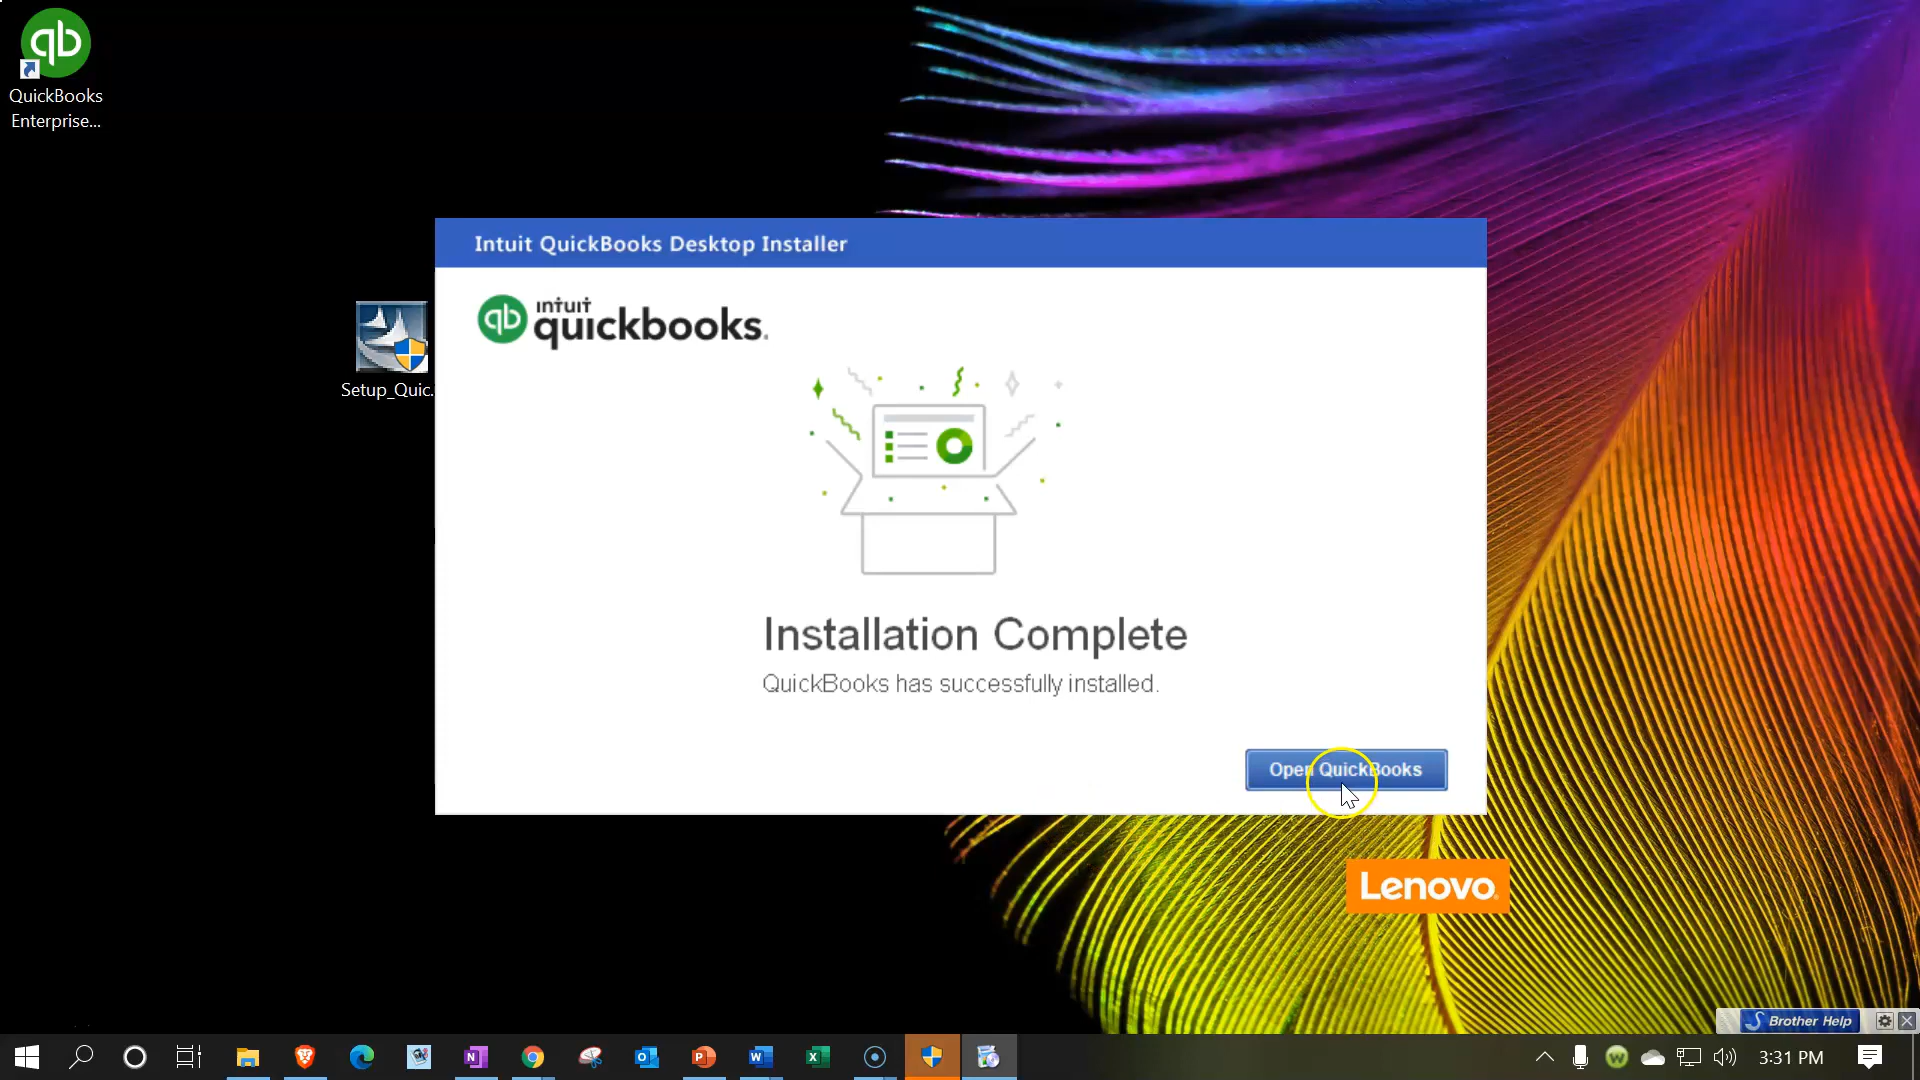 QuickBooks
Enterprise...
Setup_Quic.
Intuit QuickBooks Desktop Installer
qb
intuit
quickbooks.
Installation Complete
QuickBooks has successfully installed.
Open QuickBooks
Lenovo
Brother Help
3:31 PM